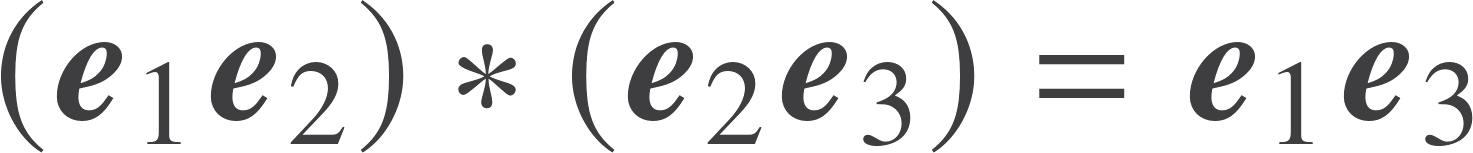 (e₁e₂) * (e₂e₃) = e₁e₃